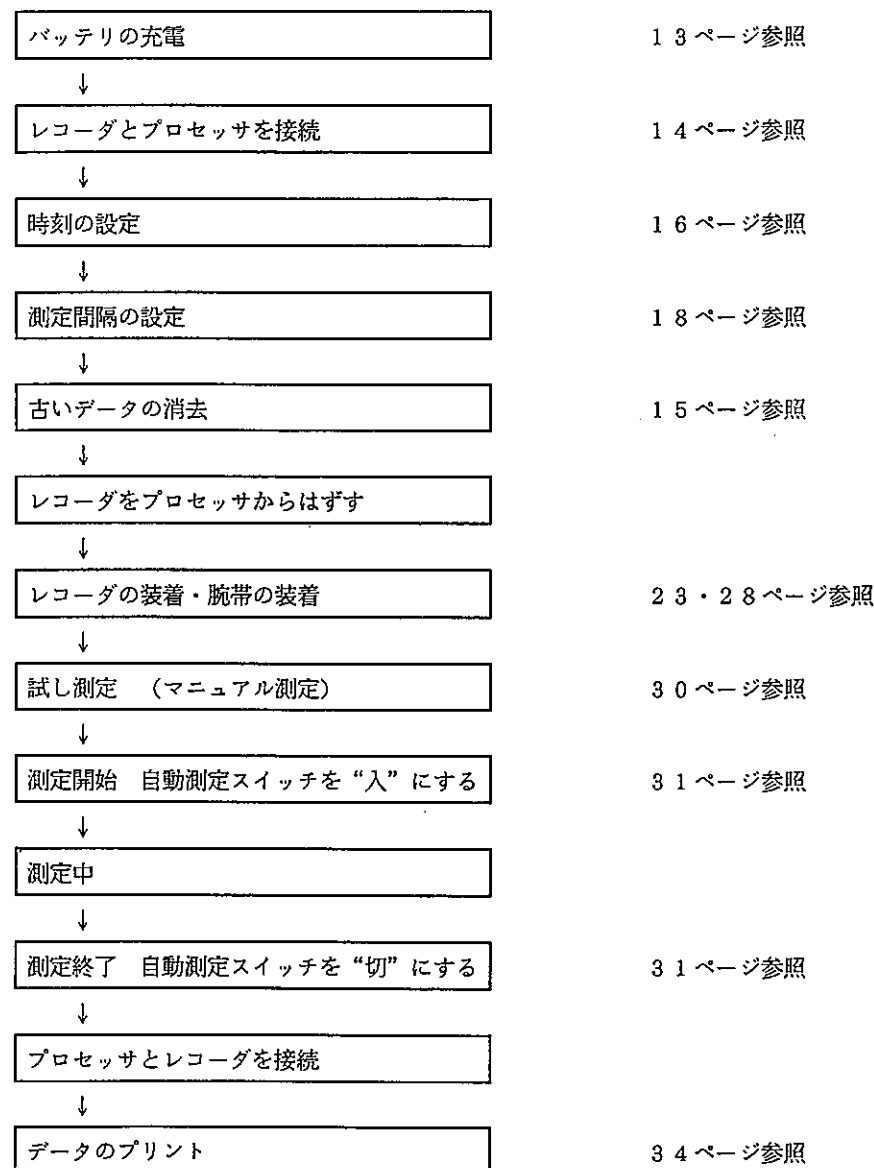 バッテリの充電　13ページ参照
↓
レコーダとプロセッサを接続　14ページ参照
↓
時刻の設定　16ページ参照
↓
測定間隔の設定　18ページ参照
↓
古いデータの消去　15ページ参照
↓
レコーダをプロセッサからはずす
↓
レコーダの装着・腕帯の装着　23・28ページ参照
↓
試し測定　（マニュアル測定）　30ページ参照
↓
測定開始　自動測定スイッチを“入”にする　31ページ参照
↓
測定中
↓
測定終了　自動測定スイッチを“切”にする　31ページ参照
↓
プロセッサとレコーダを接続
↓
データのプリント　34ページ参照